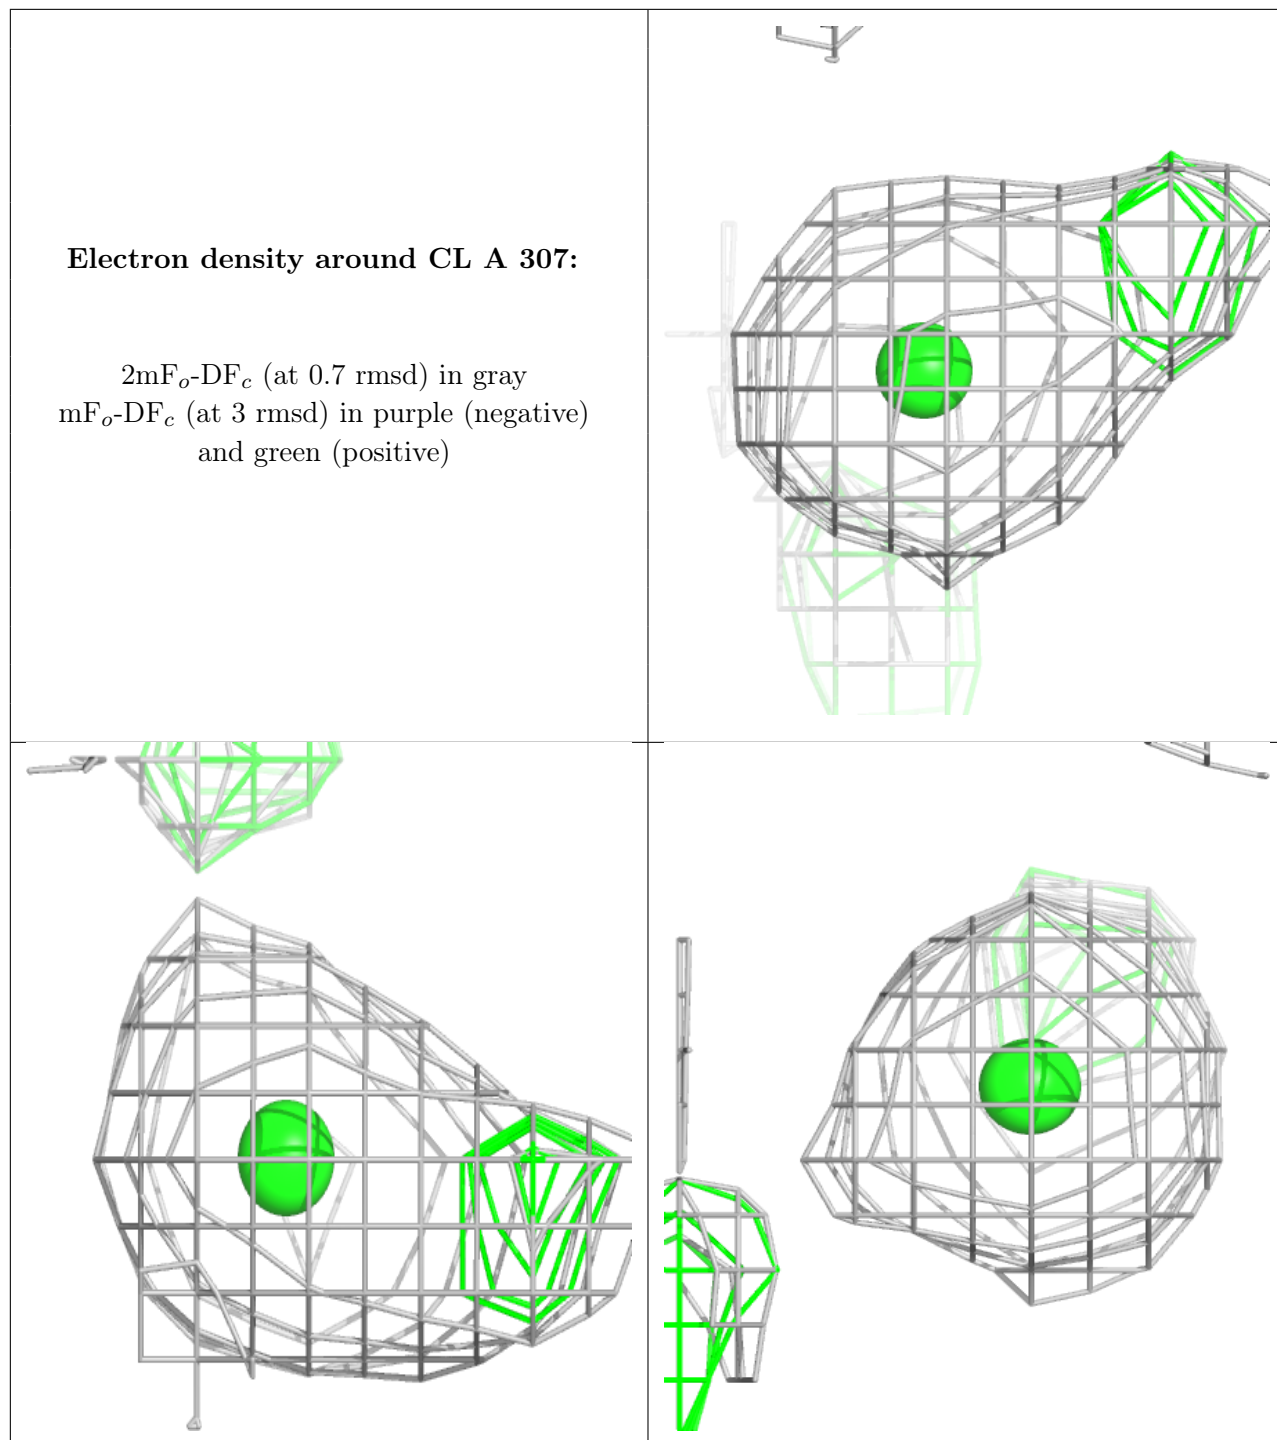 Electron density around CL A 307:
2mFo-DFc (at 0.7 rmsd) in gray
mFo-DFc (at 3 rmsd) in purple (negative)
and green (positive)